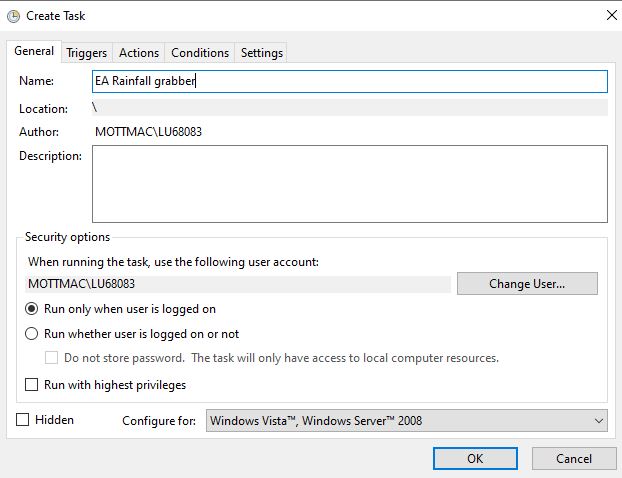 Create Task
General Triggers Actions Conditions Settings
Name: EA Rainfall grabber
Location: \
Author: MOTTMAC\LU68083
Description:
Security options
When running the task, use the following user account:
MOTTMAC\LU68083 Change User...
Run only when user is logged on
Run whether user is logged on or not
Do not store password. The task will only have access to local computer resources.
Run with highest privileges
Hidden Configure for: Windows Vista™, Windows Server™ 2008
OK Cancel